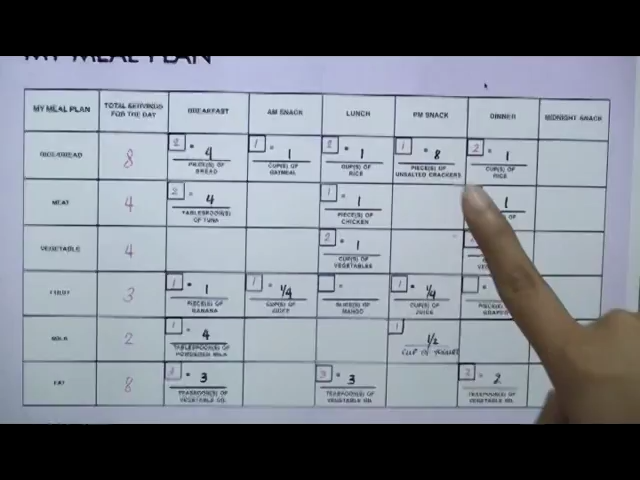 MY MEAL PLAN
MY MEAL PLAN TOTAL SERVINGS FOR THE DAY BREAKFAST AM SNACK LUNCH PM SNACK DINNER MIDNIGHT SNACK
RICE/BREAD 8 2 = 4 PIECE(S) OF BREAD 1 = 1 CUP(S) OF OATMEAL 2 = 1 CUP(S) OF RICE 1 = 8 PIECE(S) OF UNSALTED CRACKERS 2 = 1 CUP(S) OF RICE
MEAT 4 2 = 4 TABLESPOON(S) OF TUNA 1 = 1 PIECE(S) OF CHICKEN 1 OF
VEGETABLE 4 2 = 1 CUP(S) OF VEGETABLES
FRUIT 3 1 = 1 PIECE(S) OF BANANA 1 = 1/4 CUP(S) OF JUICE = SLICE(S) OF MANGO 1 = 1/4 CUP(S) OF JUICE
MILK 2 1 = 4 TABLESPOON(S) OF POWDERED MILK 1 1/2 CUP OF YOGURT
FAT 8 3 = 3 TEASPOON(S) OF VEGETABLE OIL 3 = 3 TEASPOON(S) OF VEGETABLE OIL 2 = 2 TEASPOON(S) OF VEGETABLE OIL